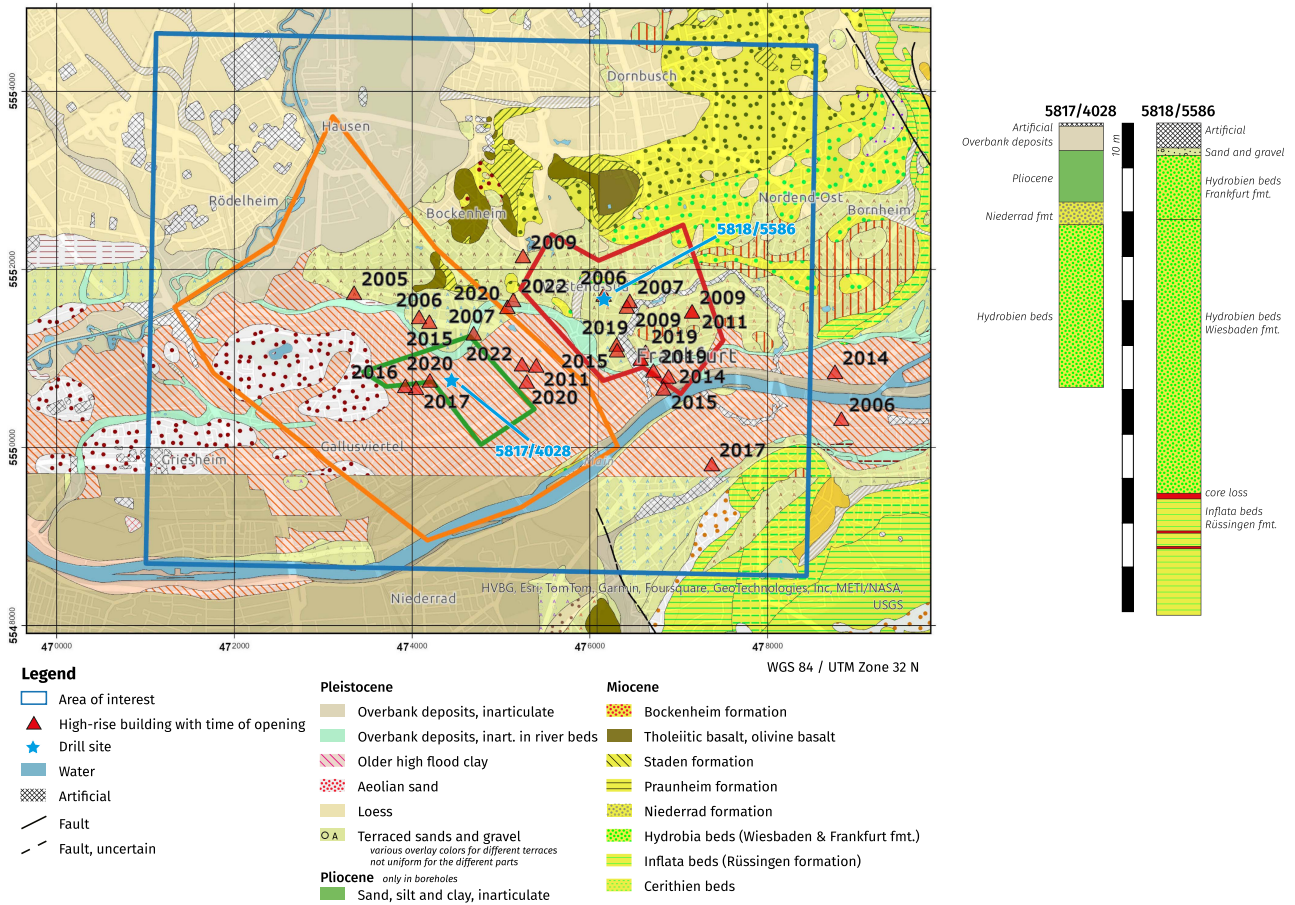 Dornbusch
Hausen
Rödelheim
Bockenheim
Nordend-Ost
Bornheim
5818/5586
2009
2006
2005
2022
2020
2007
2009
2006
2007
2011
2015
2009
2019
2019
2022
2015
2019
Frankfurt
2014
2016
2020
2011
2014
2017
2020
2015
2006
Gallusviertel
5817/4028
2017
Griesheim
Niederrad
HVBG, Esri, TomTom, Garmin, Foursquare, GeoTechnologies, Inc, METI/NASA,
USGS
5554000
5552000
5550000
5548000
470000
472000
474000
476000
478000
WGS 84 / UTM Zone 32 N
5817/4028
5818/5586
Artificial
Overbank deposits
Pliocene
Niederrad fmt
Hydrobien beds
10 m
Artificial
Sand and gravel
Hydrobien beds
Frankfurt fmt.
Hydrobien beds
Wiesbaden fmt.
core loss
Inflata beds
Rüssingen fmt.
Legend
Area of interest
High-rise building with time of opening
Drill site
Water
Artificial
Fault
Fault, uncertain
Pleistocene
Overbank deposits, inarticulate
Overbank deposits, inart. in river beds
Older high flood clay
Aeolian sand
Loess
O A Terraced sands and gravel
various overlay colors for different terraces
not uniform for the different parts
Pliocene only in boreholes
Sand, silt and clay, inarticulate
Miocene
Bockenheim formation
Tholeiitic basalt, olivine basalt
Staden formation
Praunheim formation
Niederrad formation
Hydrobia beds (Wiesbaden & Frankfurt fmt.)
Inflata beds (Rüssingen formation)
Cerithien beds